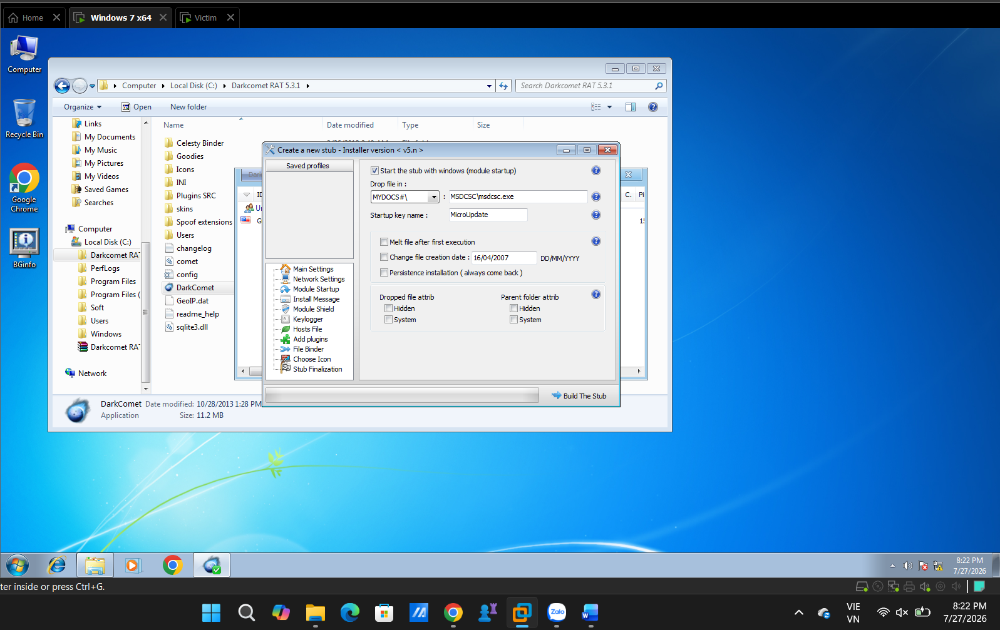 Home
Windows 7 x64
Victim
Computer
Recycle Bin
Google
Chrome
BGinfo
Computer
Local Disk (C:)
Darkcomet RAT 5.3.1
Search Darkcomet RAT 5.3.1
Organize
Open
New folder
Links
My Documents
My Music
My Pictures
My Videos
Saved Games
Searches
Computer
Local Disk (C:)
Darkcomet RAT
PerfLogs
Program Files
Program Files (
Soft
Users
Windows
Darkcomet RAT
Network
Name
Date modified
Type
Size
Celesty Binder
Goodies
Icons
INI
Plugins SRC
skins
Spoof extensions
Users
changelog
comet
config
DarkComet
GeoIP.dat
readme_help
sqlite3.dll
DarkComet
Date modified: 10/28/2013 1:28 PM
Application
Size: 11.2 MB
C.
Create a new stub - Installer version < v5.n >
Saved profiles
Main Settings
Network Settings
Module Startup
Install Message
Module Shield
Keylogger
Hosts File
Add plugins
File Binder
Choose Icon
Stub Finalization
Start the stub with windows (module startup)
Drop file in :
MYDOCS#\ : MSDCSC\msdcsc.exe
Startup key name : MicroUpdate
Melt file after first execution
Change file creation date : 16/04/2007 DD/MM/YYYY
Persistence installation ( always come back )
Dropped file attrib
Hidden
System
Parent folder attrib
Hidden
System
Build The Stub
8:22 PM
7/27/2026
ter inside or press Ctrl+G.
Zalo
VIE
VN
8:22 PM
7/27/2026